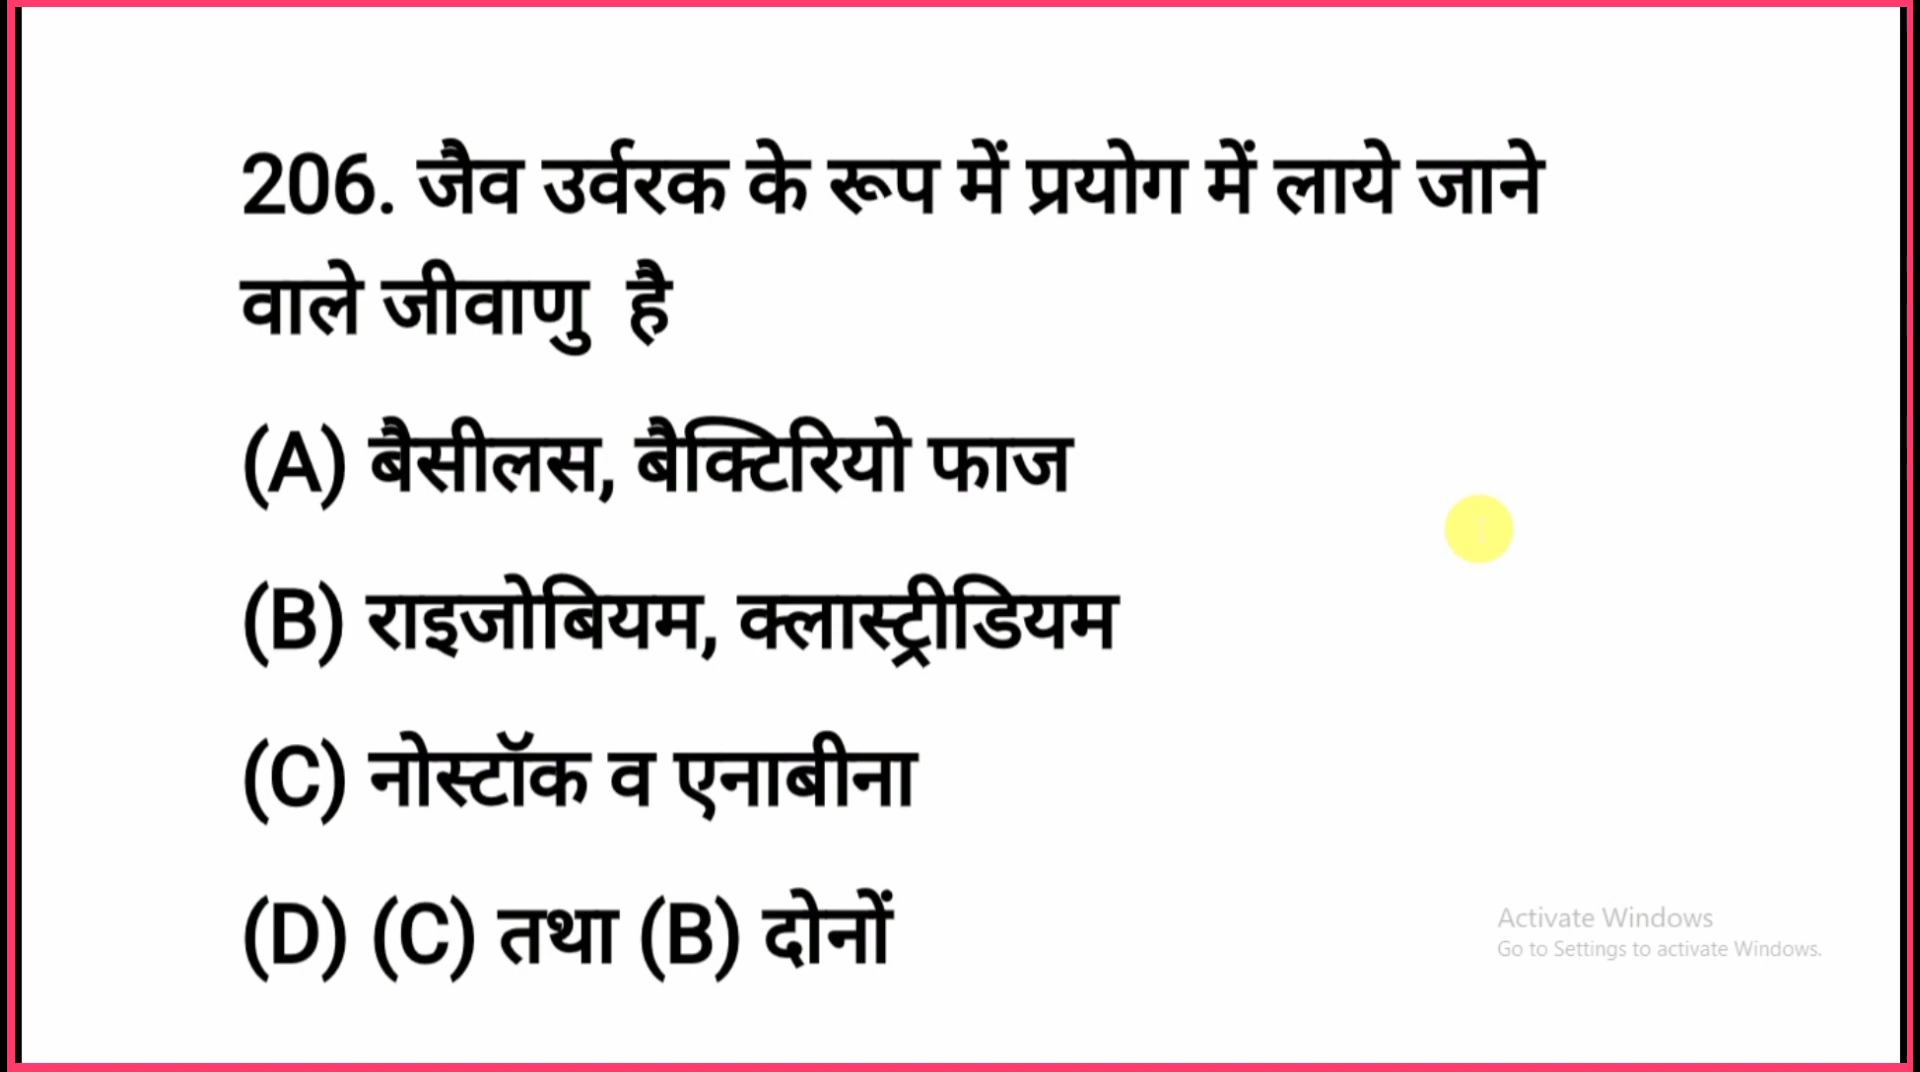 206. जैव उर्वरक के रूप में प्रयोग में लाये जाने
वाले जीवाणु है
(A) बैसीलस, बैक्टिरियो फाज
(B) राइजोबियम, क्लास्ट्रीडियम
(C) नोस्टॉक व एनाबीना
(D) (C) तथा (B) दोनों
Activate Windows
Go to Settings to activate Windows.